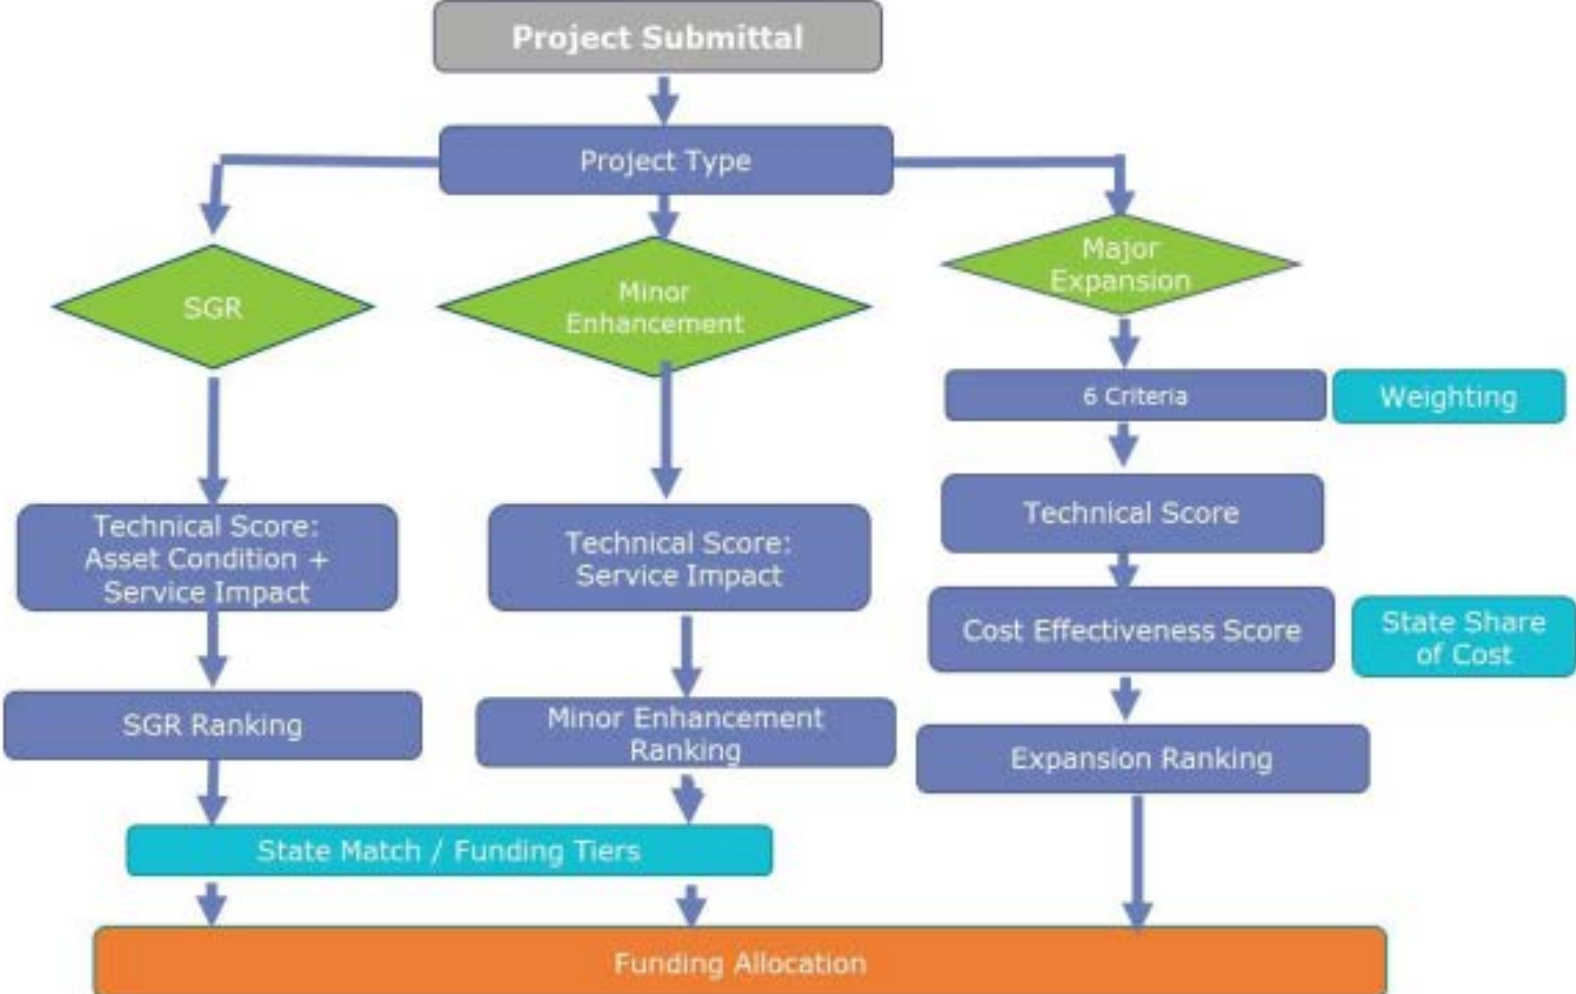 Project Submittal
Project Type
SGR
Minor
Enhancement
Major
Expansion
6 Criteria
Weighting
Technical Score:
Asset Condition +
Service Impact
Technical Score:
Service Impact
Technical Score
Cost Effectiveness Score
State Share
of Cost
SGR Ranking
Minor Enhancement
Ranking
Expansion Ranking
State Match / Funding Tiers
Funding Allocation